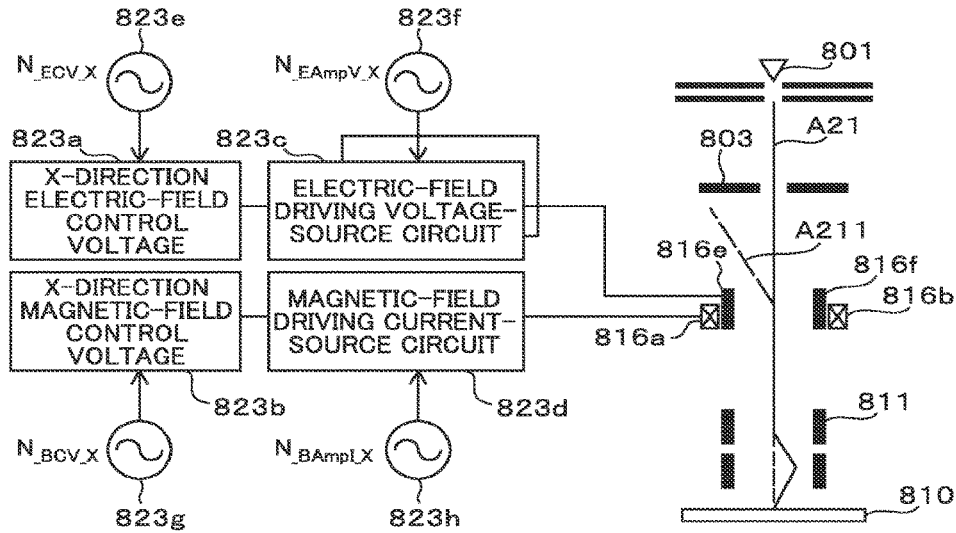 823e
823f
N_ECV_X
N_EAmpV_X
801
823a
823c
A21
803
X-DIRECTION
ELECTRIC-FIELD
CONTROL
VOLTAGE
ELECTRIC-FIELD
DRIVING VOLTAGE-
SOURCE CIRCUIT
A211
816e
816f
816b
816a
X-DIRECTION
MAGNETIC-FIELD
CONTROL
VOLTAGE
MAGNETIC-FIELD
DRIVING CURRENT-
SOURCE CIRCUIT
823b
823d
811
N_BCV_X
N_BAmpI_X
810
823g
823h